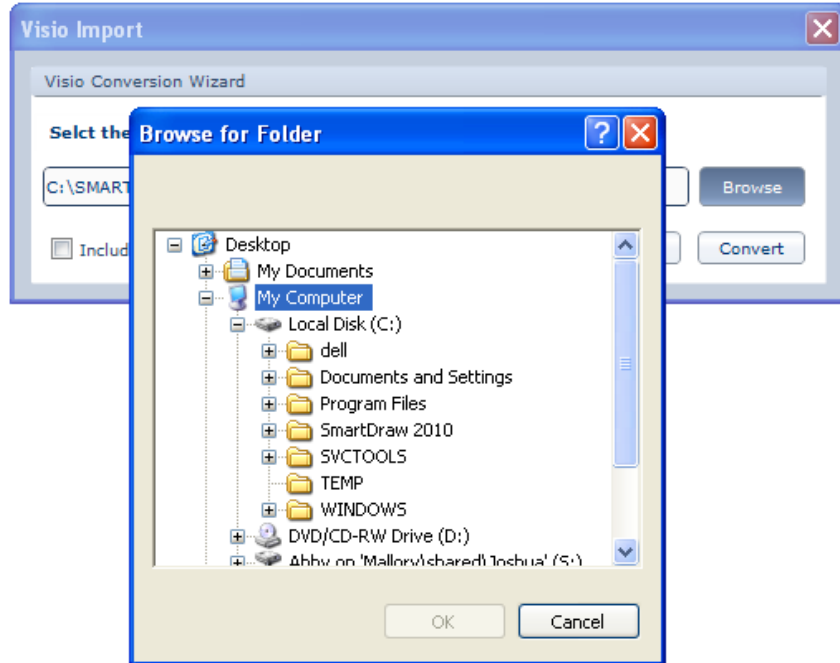 Visio Import
Visio Conversion Wizard
Selct the
Browse for Folder
C:\SMART
Browse
Includ
Convert
Desktop
My Documents
My Computer
Local Disk (C:)
dell
Documents and Settings
Program Files
SmartDraw 2010
SVCTOOLS
TEMP
WINDOWS
DVD/CD-RW Drive (D:)
Abby on 'Mallory\shared\Joshua' (S:)
OK
Cancel